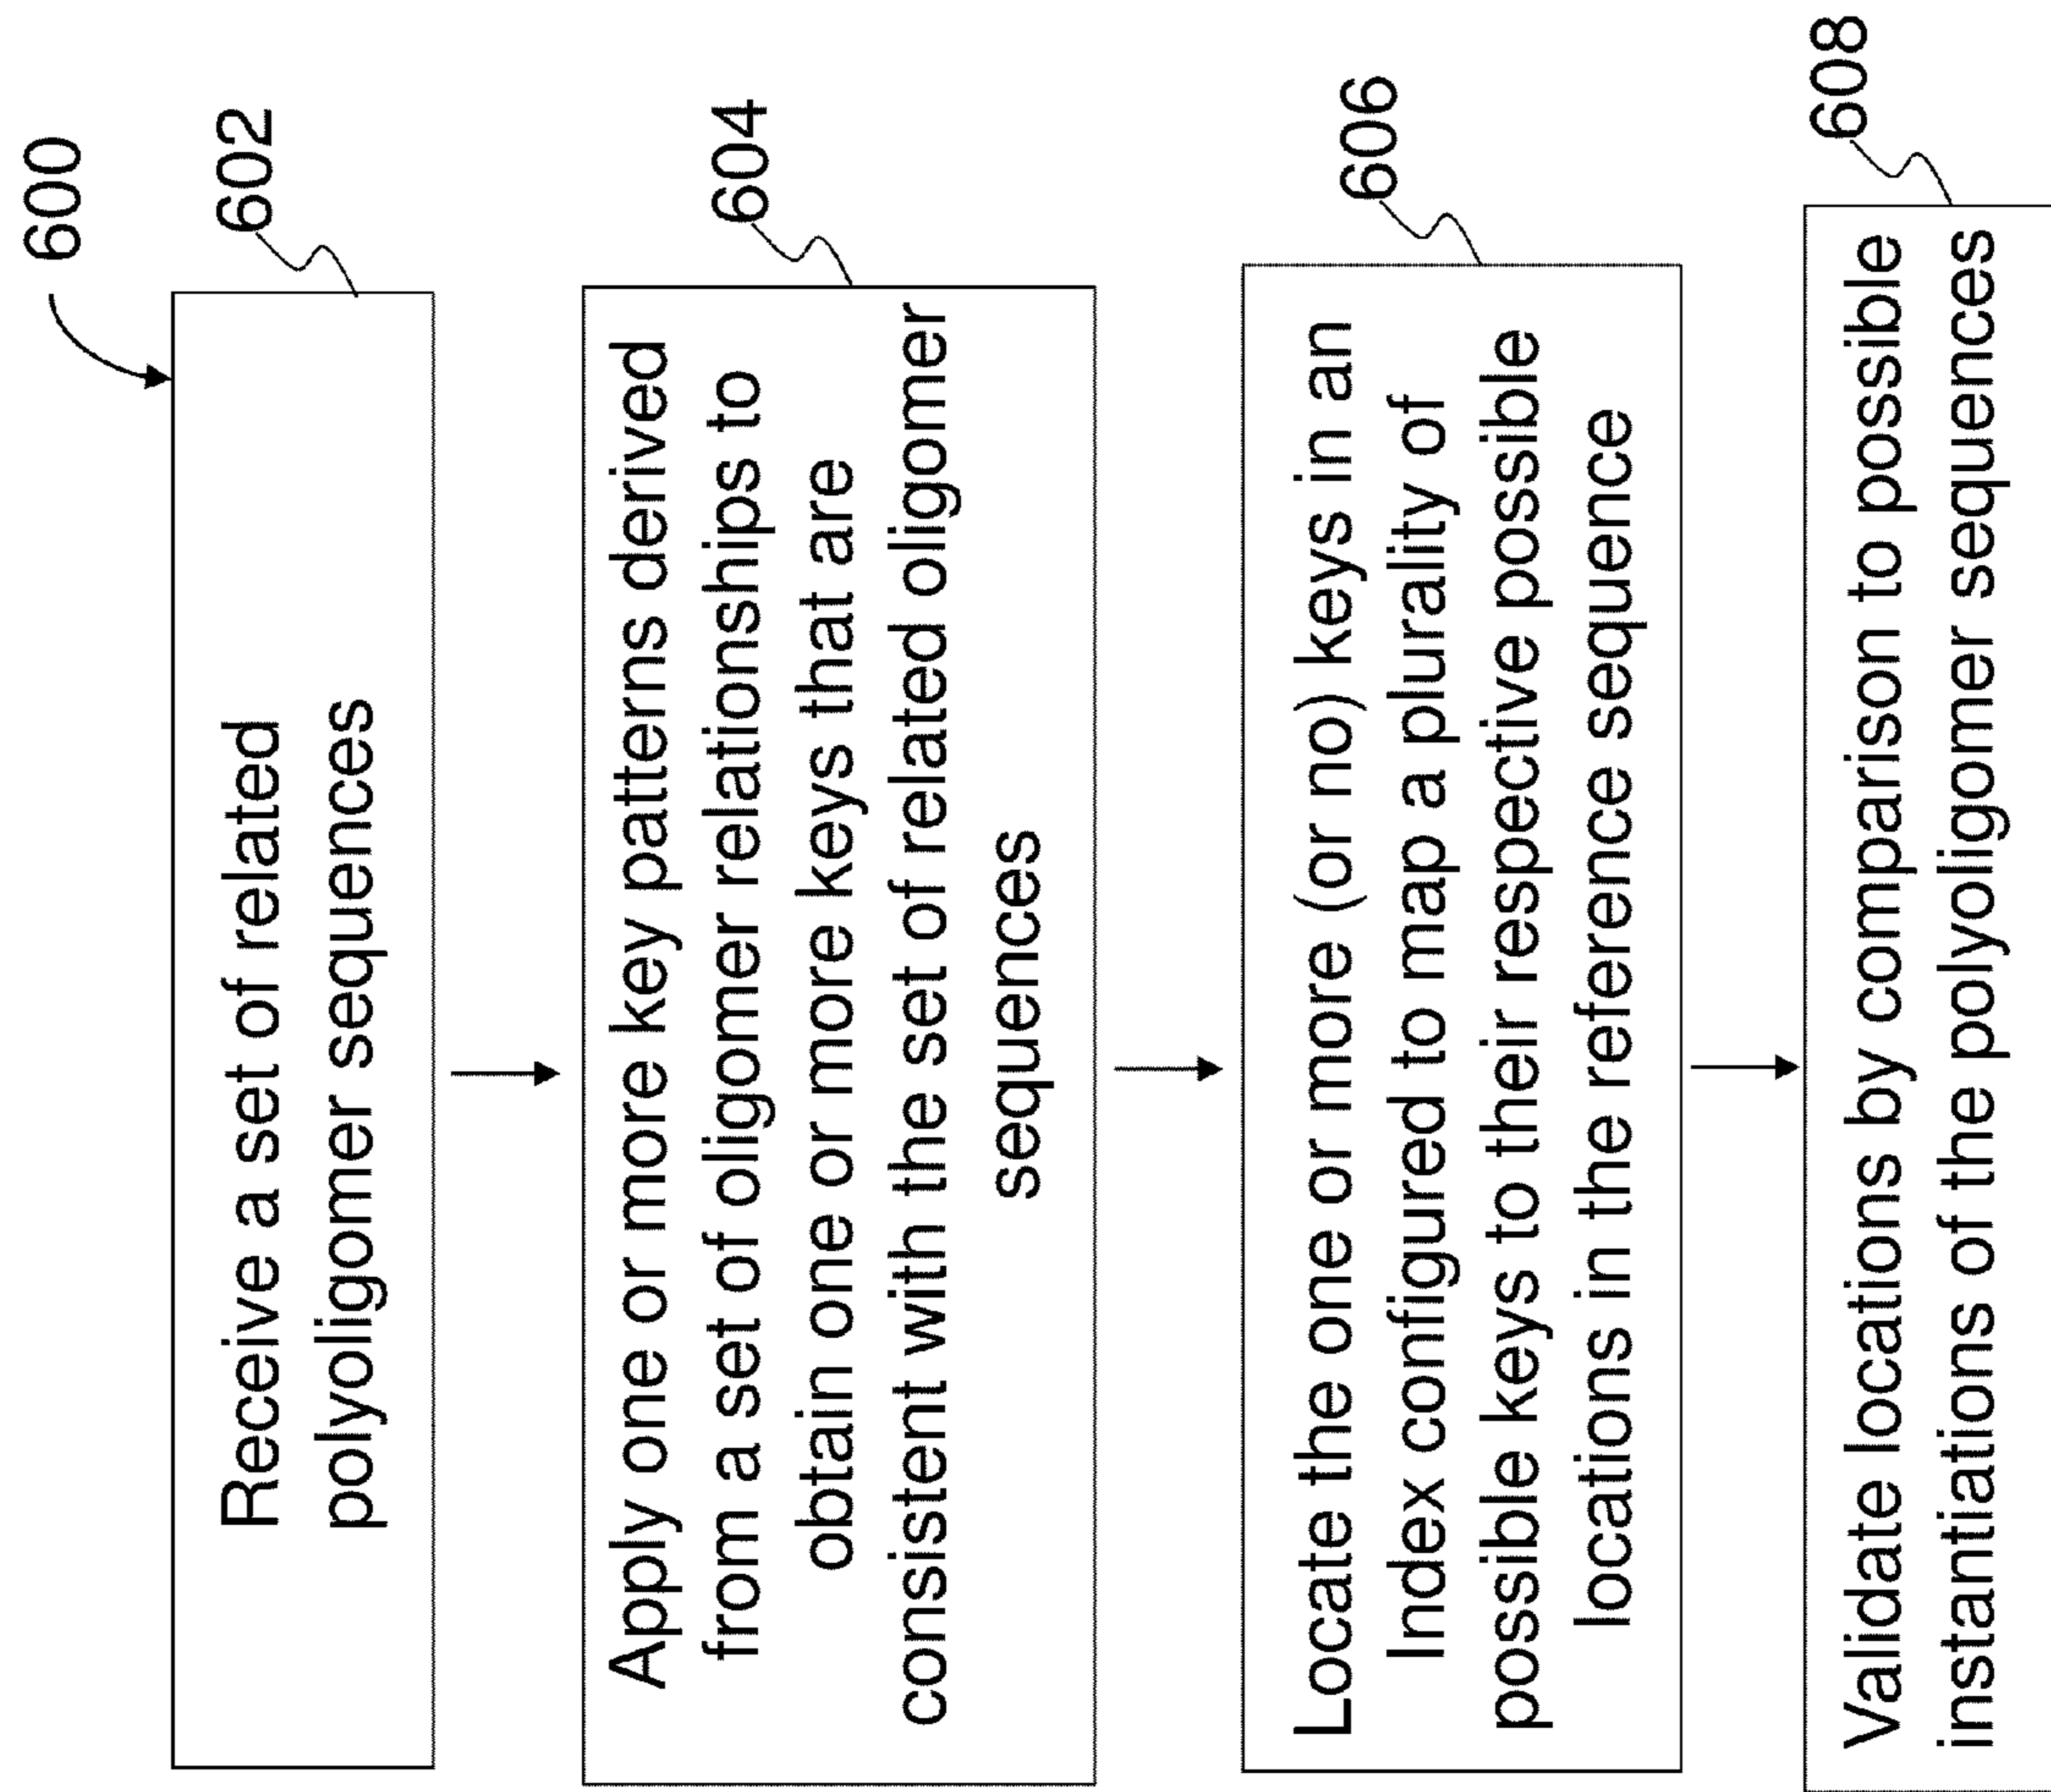 600
602
Receive a set of related
polyoligomer sequences
604
Apply one or more key patterns derived
from a set of oligomer relationships to
obtain one or more keys that are
consistent with the set of related oligomer
sequences
606
Locate the one or more (or no) keys in an
Index configured to map a plurality of
possible keys to their respective possible
locations in the reference sequence
608
Validate locations by comparison to possible
instantiations of the polyoligomer sequences